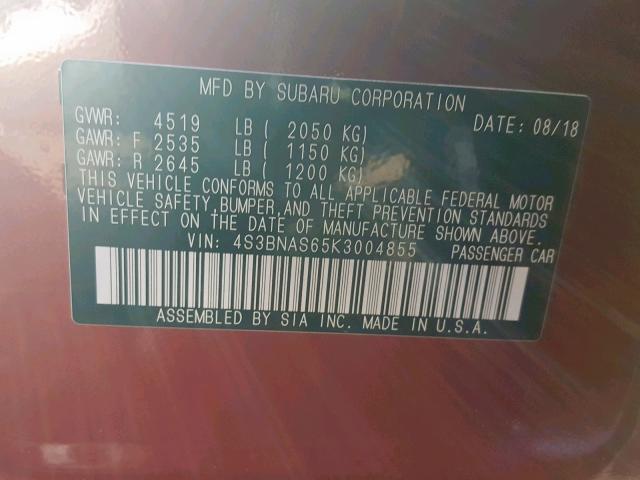 MFD BY SUBARU CORPORATION
DATE: 08/18
GVWR: 4519 LB ( 2050 KG)
GAWR: F 2535 LB ( 1150 KG)
GAWR: R 2645 LB ( 1200 KG)
THIS VEHICLE CONFORMS TO ALL APPLICABLE FEDERAL MOTOR
VEHICLE SAFETY, BUMPER, AND THEFT PREVENTION STANDARDS
IN EFFECT ON THE DATE OF MANUFACTURE SHOWN ABOVE.
VIN: 4S3BNAS65K3004855 PASSENGER CAR
ASSEMBLED BY SIA INC. MADE IN U.S.A.